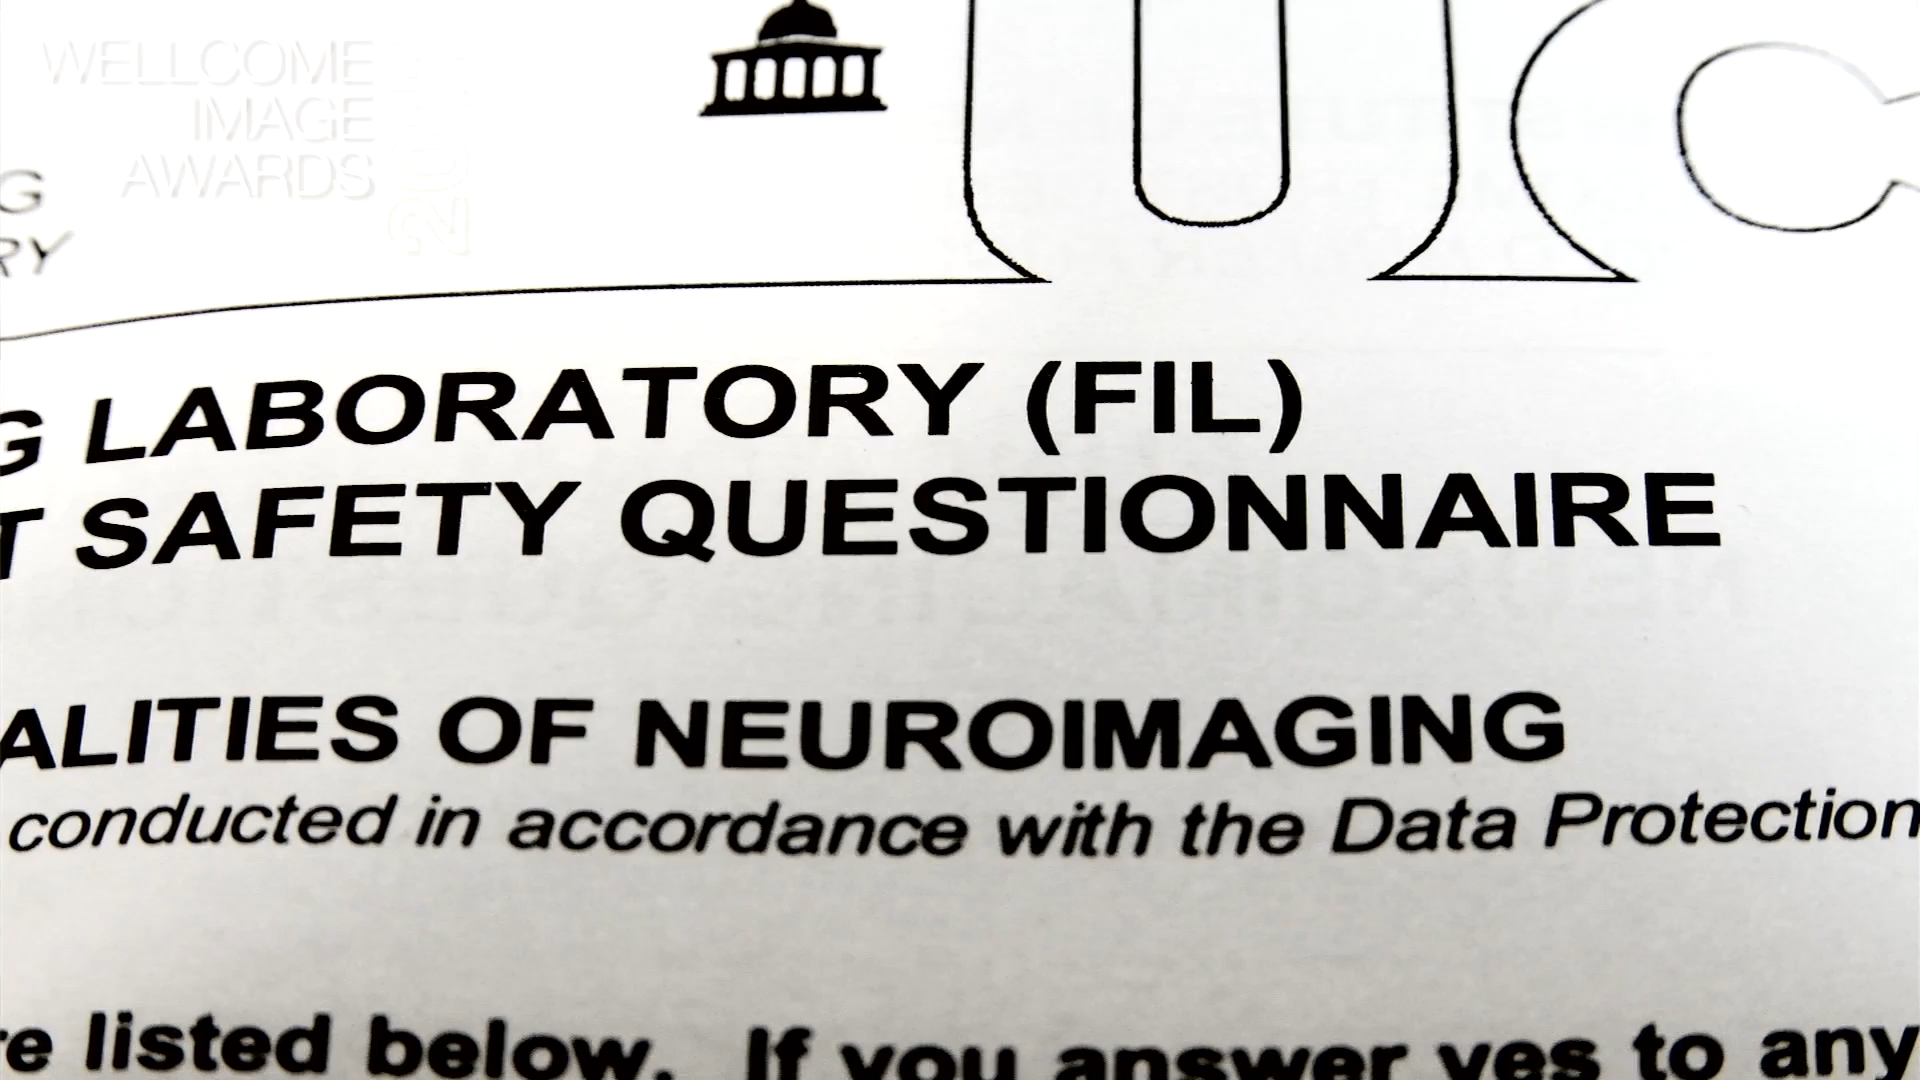 WELLCOME
IMAGE
AWARDS
UC
G
RY
G LABORATORY (FIL)
T SAFETY QUESTIONNAIRE
ALITIES OF NEUROIMAGING
conducted in accordance with the Data Protection
re listed below. If you answer yes to any